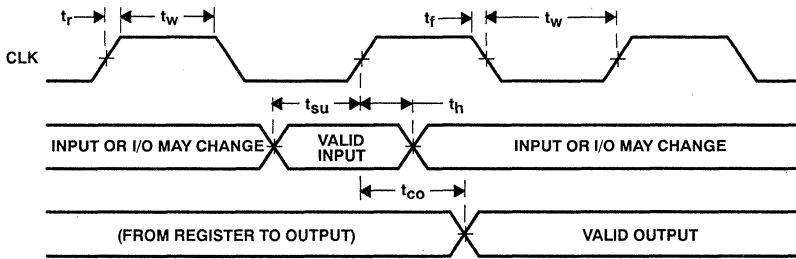 tr tw tf tw
CLK
tsu th
INPUT OR I/O MAY CHANGE VALID INPUT INPUT OR I/O MAY CHANGE
tco
(FROM REGISTER TO OUTPUT) VALID OUTPUT